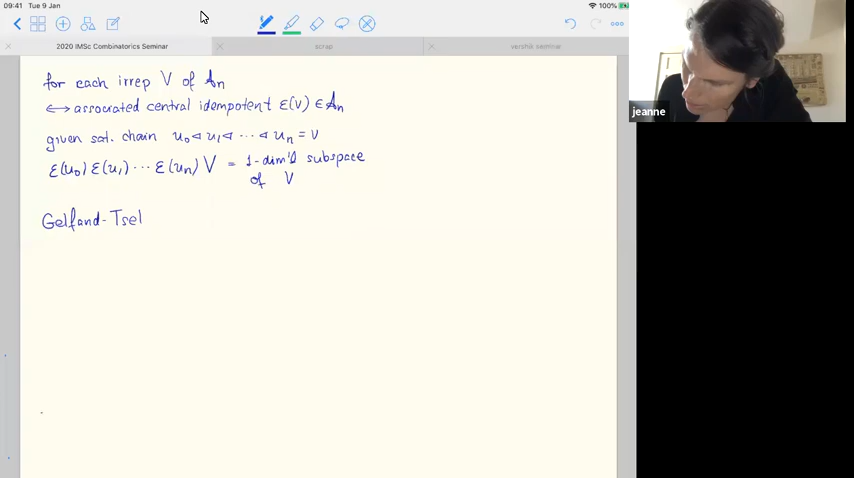 09:41 Tue 9 Jan
100%
2020 IMSc Combinatorics Seminar
scrap
vershik seminar
jeanne
for each irrep V of Aₙ
⟷ associated central idempotent ε(V) ∈ Aₙ
given sat. chain u₀ ◁ u₁ ◁ ⋯ ◁ uₙ = V
ε(u₀) ε(u₁) ⋯ ε(uₙ) V = 1-dim'l subspace
of V
Gelfand-Tsel